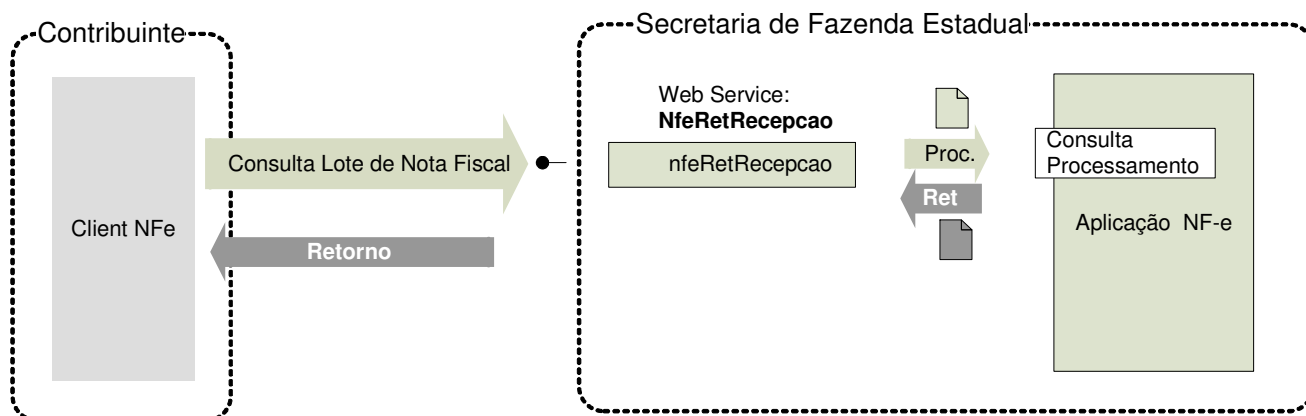 Contribuinte
Secretaria de Fazenda Estadual
Client NFe
Consulta Lote de Nota Fiscal
Retorno
Web Service:
NfeRetRecepcao
nfeRetRecepcao
Proc.
Ret
Consulta
Processamento
Aplicação NF-e